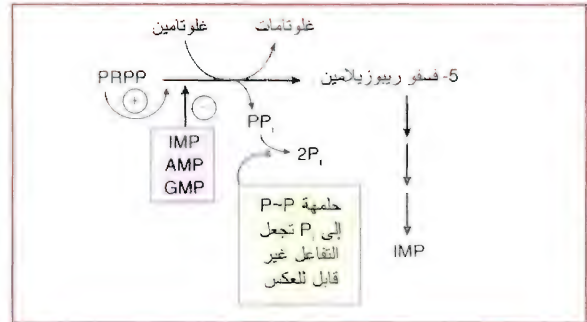 غلوتامين
غلوتامات
PRPP
5- فسفو ريبوزيلامين
+
−
PPi
2Pi
IMP
AMP
GMP
حلمهة P~P
إلى Pi تجعل
التفاعل غير
قابل للعكس
IMP